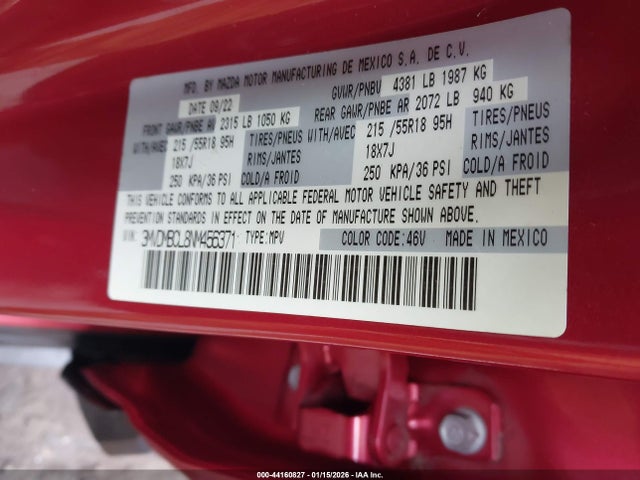 MFD. BY MAZDA MOTOR MANUFACTURING DE MEXICO S.A. DE C.V.
DATE 09/22 GVWR/PNBV 4381 LB 1987 KG
FRONT GAWR/PNBE AV 2315 LB 1050 KG REAR GAWR/PNBE AR 2072 LB 940 KG
WITH/AVEC 215 /55R18 95H TIRES/PNEUS WITH/AVEC 215 /55R18 95H TIRES/PNEUS
18X7J RIMS/JANTES 18X7J RIMS/JANTES
250 KPA/36 PSI COLD/A FROID 250 KPA/36 PSI COLD/A FROID
THIS VEHICLE CONFORMS TO ALL APPLICABLE FEDERAL MOTOR VEHICLE SAFETY AND THEFT
PREVENTION STANDARDS IN EFFECT ON THE DATE OF MANUFACTURE SHOWN ABOVE.
VIN: 3MVDMBCL8NM456371 TYPE:MPV COLOR CODE:46V MADE IN MEXICO
000-44160827 - 01/15/2026 - IAA Inc.